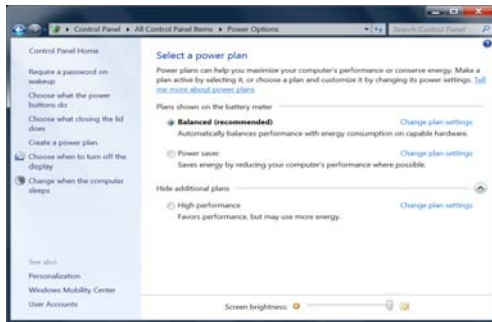 Control Panel ▸ All Control Panel Items ▸ Power Options
Search Control Panel
Control Panel Home
Require a password on
wakeup
Choose what the power
buttons do
Choose what closing the lid
does
Create a power plan
Choose when to turn off the
display
Change when the computer
sleeps
See also
Personalization
Windows Mobility Center
User Accounts
Select a power plan
Power plans can help you maximize your computer's performance or conserve energy. Make a
plan active by selecting it, or choose a plan and customize it by changing its power settings. Tell
me more about power plans
Plans shown on the battery meter
Balanced (recommended) Change plan settings
Automatically balances performance with energy consumption on capable hardware.
Power saver Change plan settings
Saves energy by reducing your computer's performance where possible.
Hide additional plans
High performance Change plan settings
Favors performance, but may use more energy.
Screen brightness: